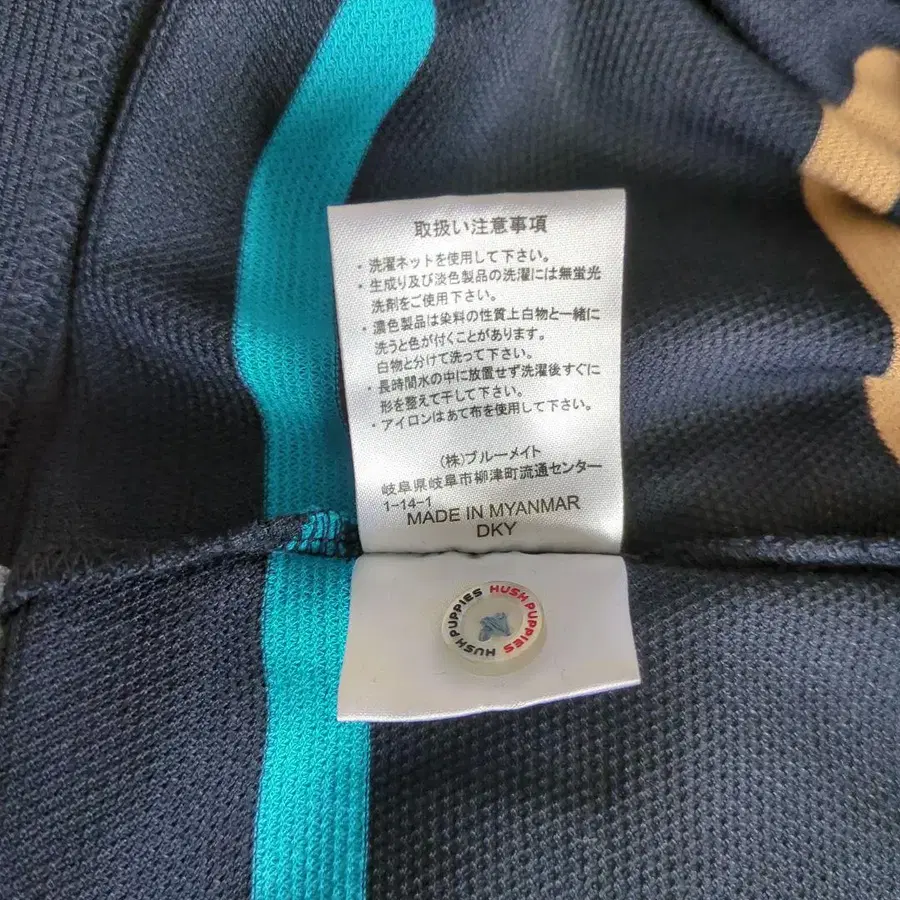 取扱い注意事項
・洗濯ネットを使用して下さい。
・生成り及び淡色製品の洗濯には無蛍光
洗剤をご使用下さい。
・濃色製品は染料の性質上白物と一緒に
洗うと色が付くことがあります。
白物と分けて洗って下さい。
・長時間水の中に放置せず洗濯後すぐに
形を整えて干して下さい。
・アイロンはあて布を使用して下さい。
(株)ブルーメイト
岐阜県岐阜市柳津町流通センター
1-14-1
MADE IN MYANMAR
DKY
HUSH PUPPIES
HUSH PUPPIES